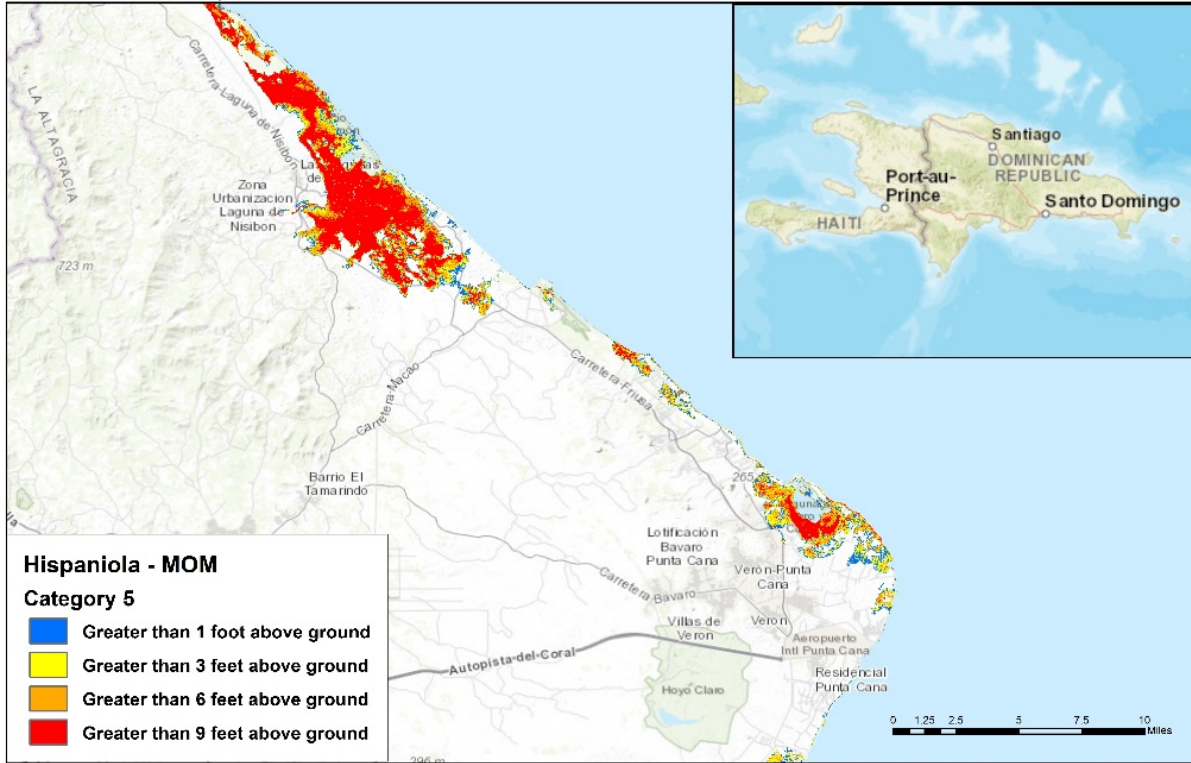 Carretera-Laguna de Nisibon
LA ALTAGRACIA
Zona
Urbanizacion
Laguna de
Nisibon
723 m
Carretera-Macao
Carretera-Friusa
Barrio El
Tamarindo
265
Lotificación
Bavaro
Punta Cana
Veron-Punta
Cana
Carretera Bavaro
Villas de
Veron
Veron
Aeropuerto
Intl Punta Cana
Autopista-del-Coral
Residencial
Punta Cana
Hoyo Claro
296 m
Santiago
DOMINICAN
REPUBLIC
Port-au-
Prince
Santo Domingo
HAITI
Hispaniola - MOM
Category 5
Greater than 1 foot above ground
Greater than 3 feet above ground
Greater than 6 feet above ground
Greater than 9 feet above ground
0 1.25 2.5 5 7.5 10
Miles